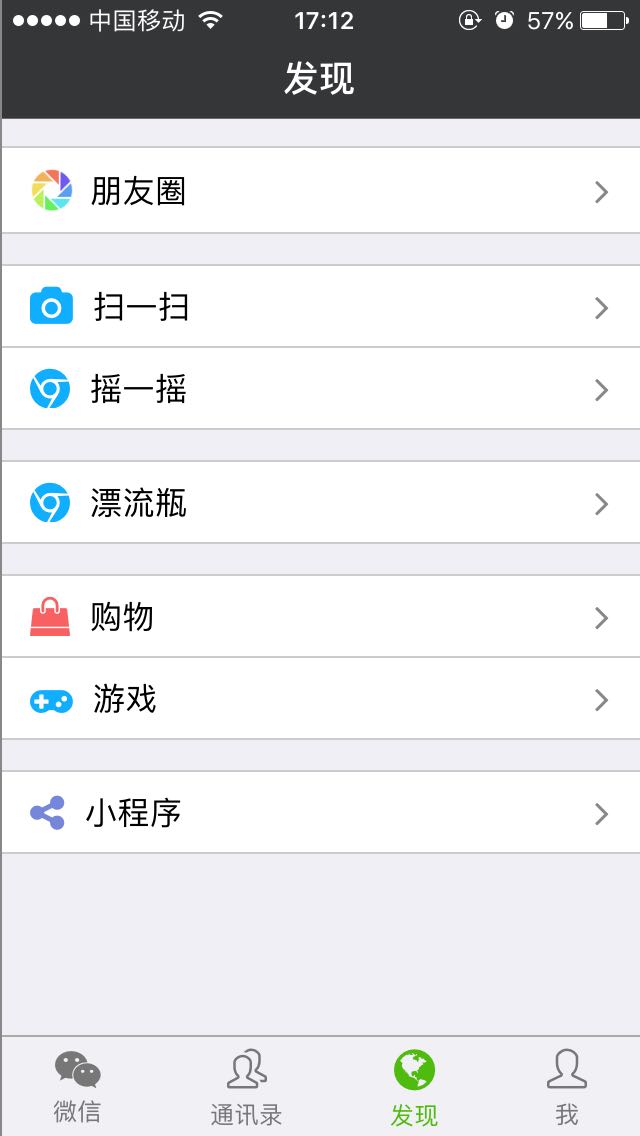 中国移动 17:12 57%
发现
朋友圈
扫一扫
摇一摇
漂流瓶
购物
游戏
小程序
微信 通讯录 发现 我